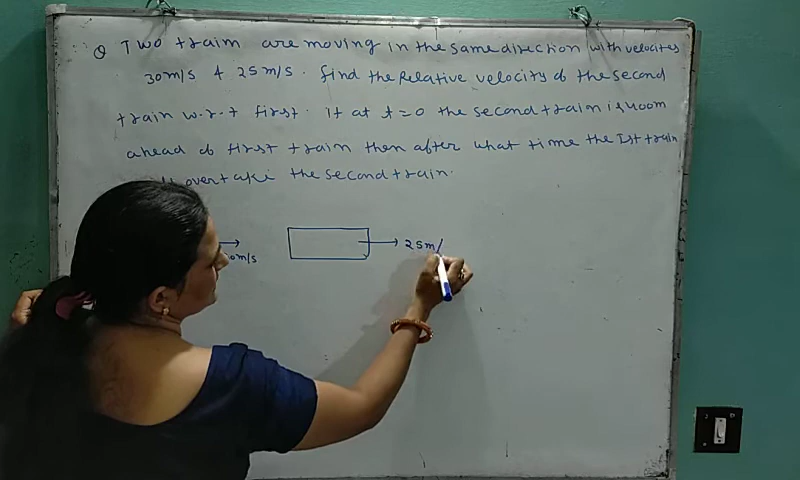 Q Two train are moving in the same direction with velocites
30m/s & 25m/s. find the Relative velocity of the second
train w.r.t first. if at t=0 the second train is 400m
ahead of first train then after what time the Ist train
overtake the second train.
0m/s
25m/